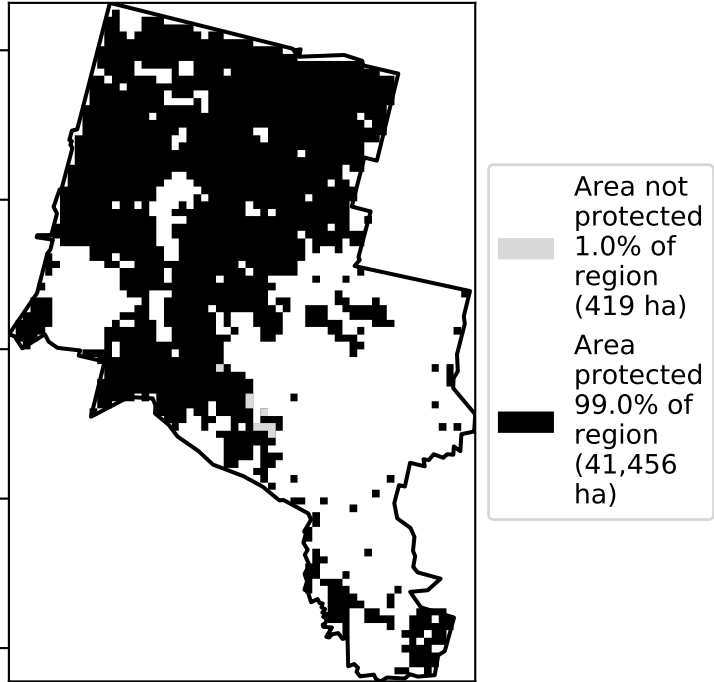 Area not
protected
1.0% of
region
(419 ha)
Area
protected
99.0% of
region
(41,456
ha)